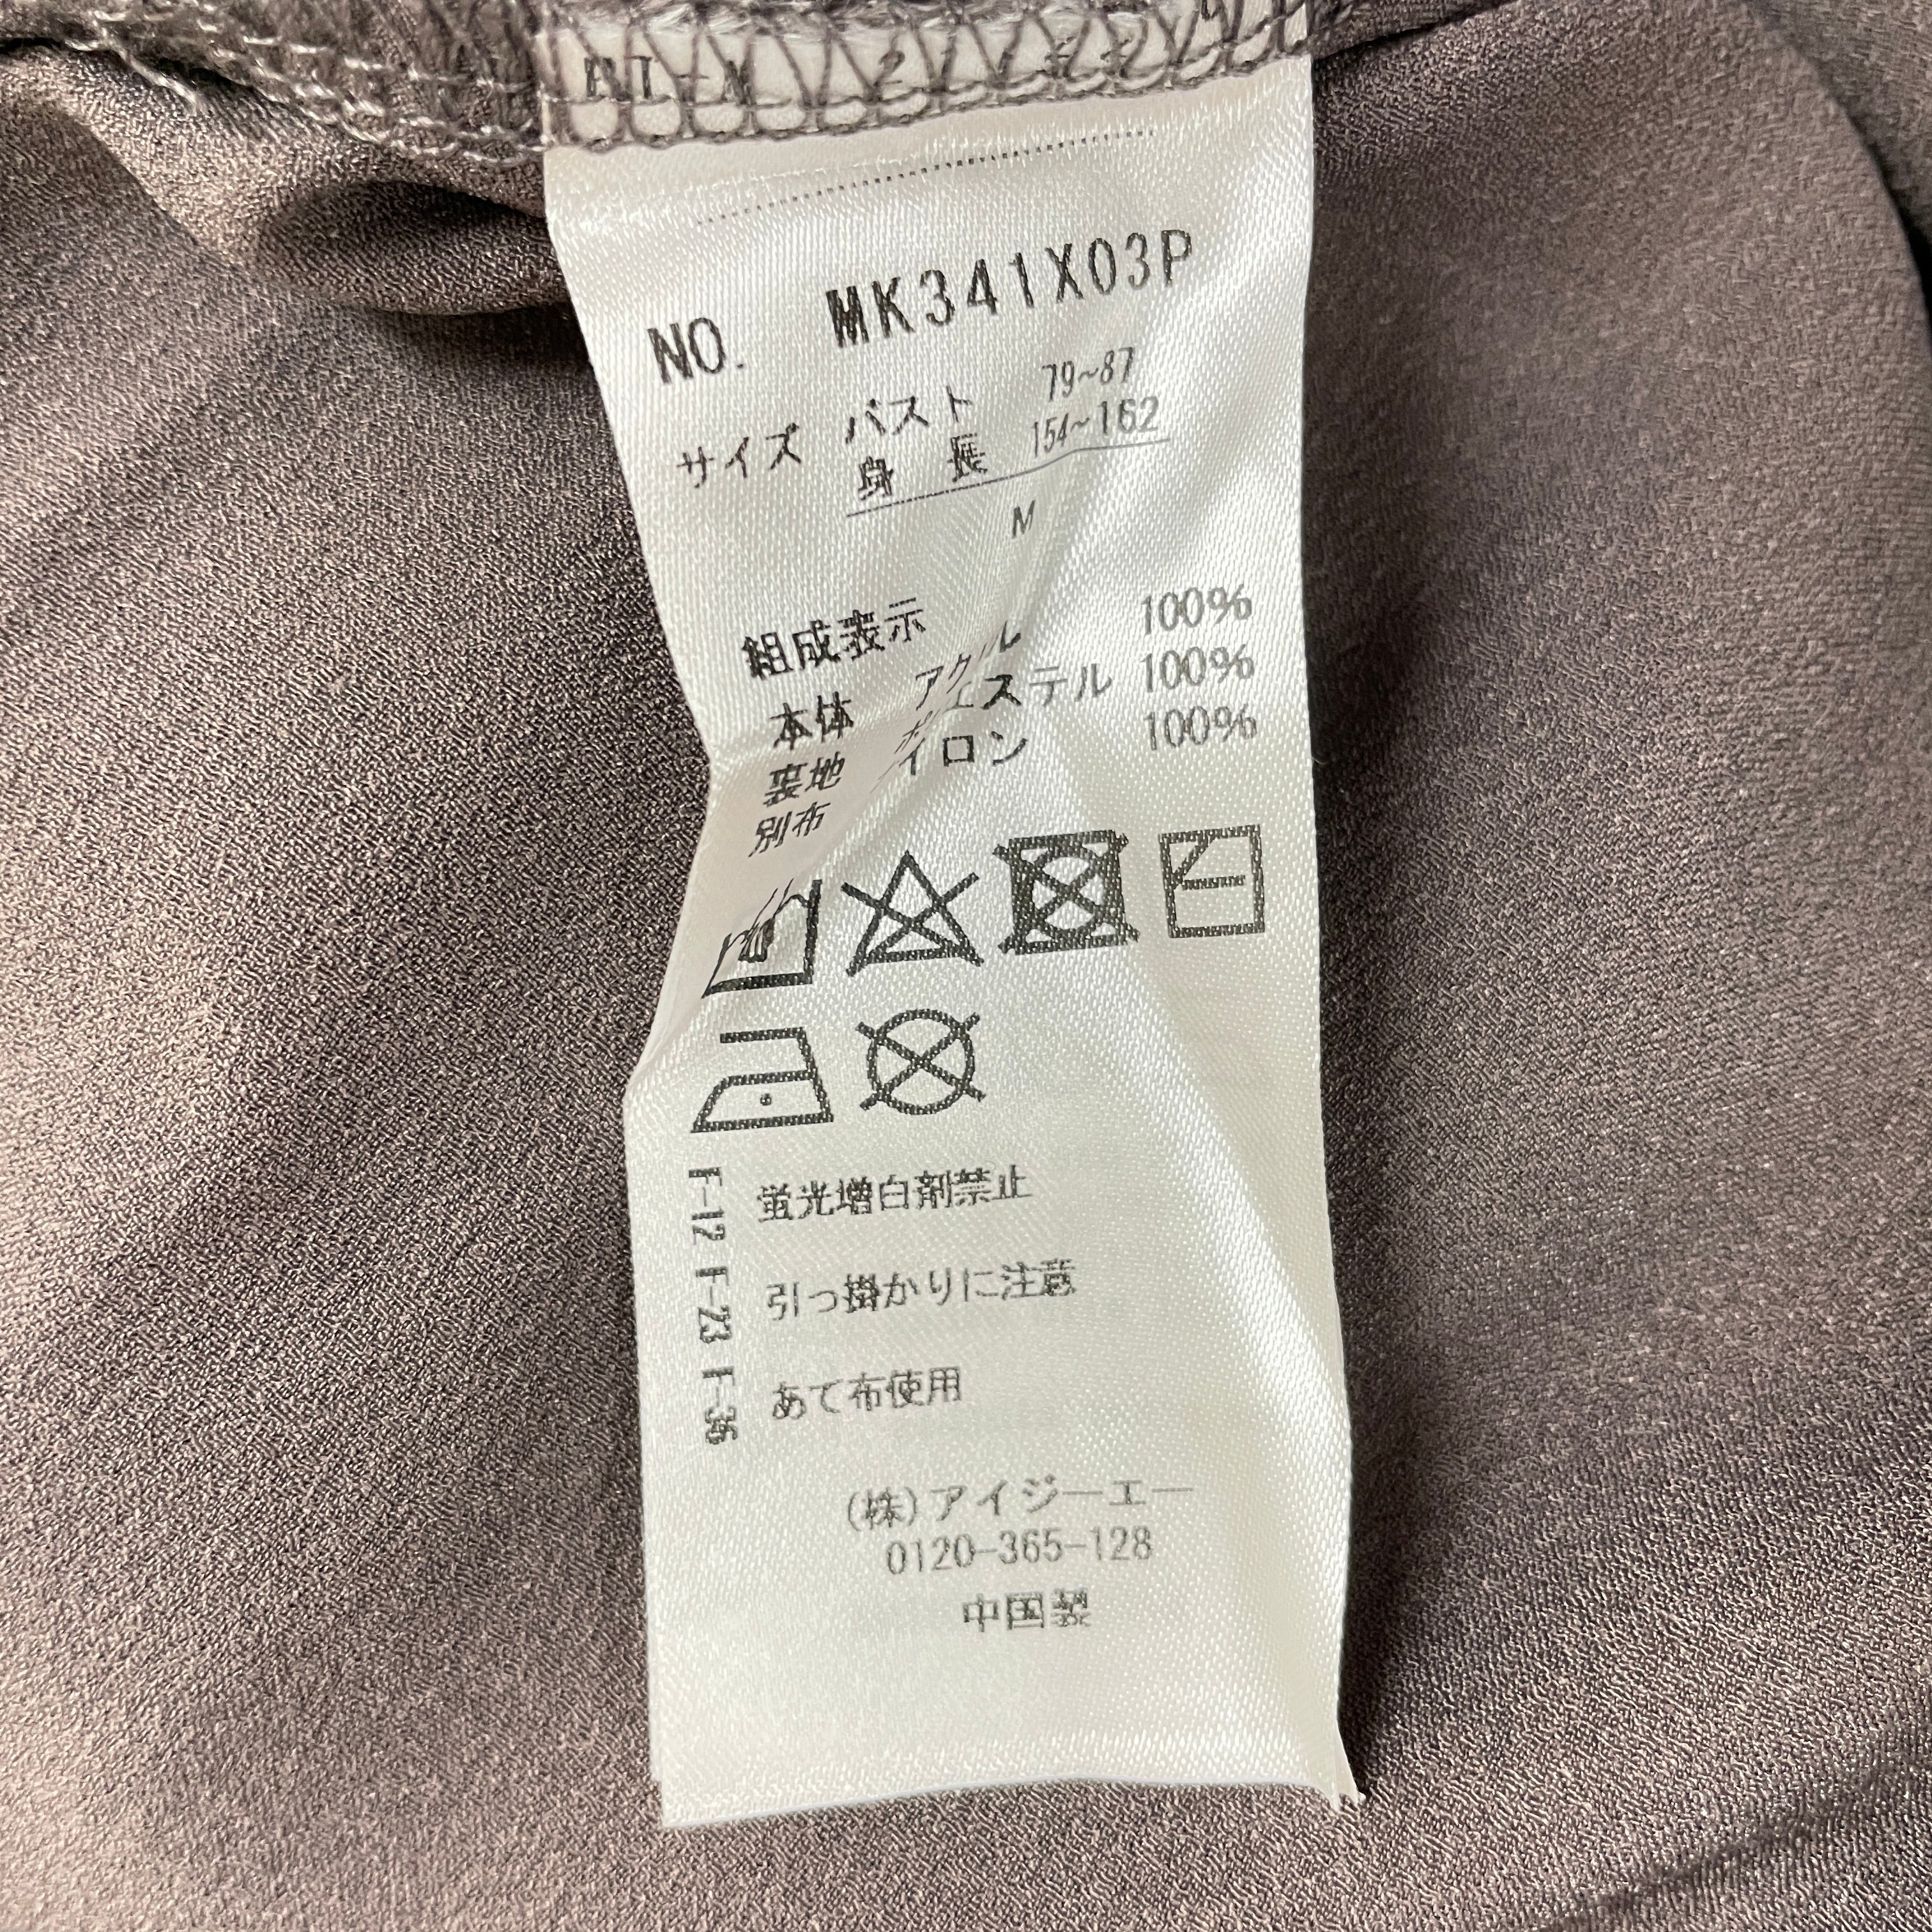 NO. MK341X03P
サイズ バスト 79~87
身長 154~162
M
組成表示
本体 アクル 100%
裏地 ポエステル 100%
別布 イロン 100%
蛍光増白剤禁止
引っ掛かりに注意
あて布使用
F-12 F-23 F-36
(株)アイジーエー
0120-365-128
中国製